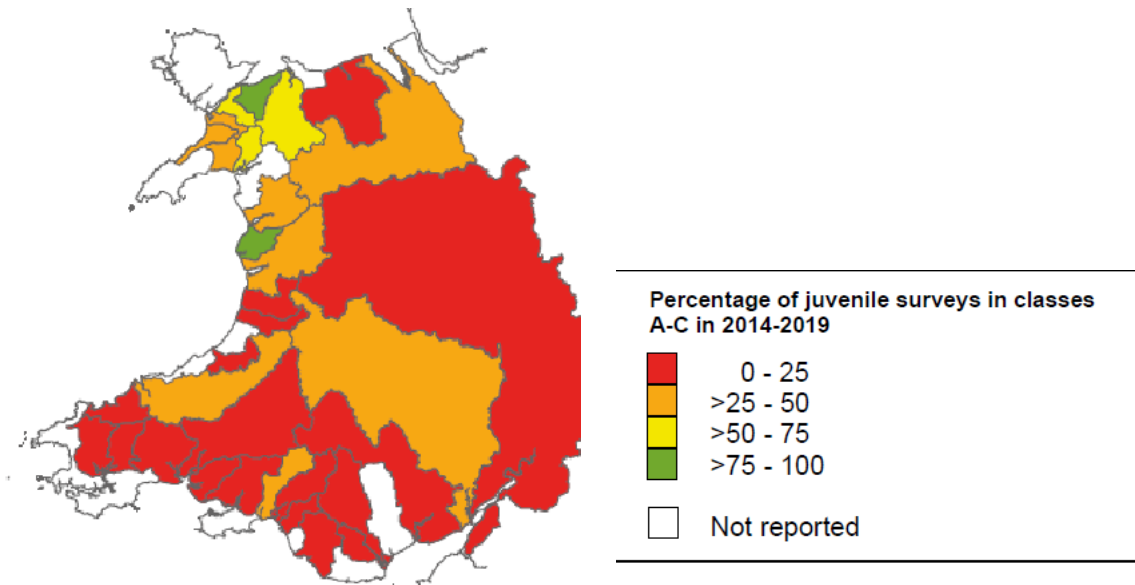 Percentage of juvenile surveys in classes
A-C in 2014-2019
0 - 25
>25 - 50
>50 - 75
>75 - 100
Not reported